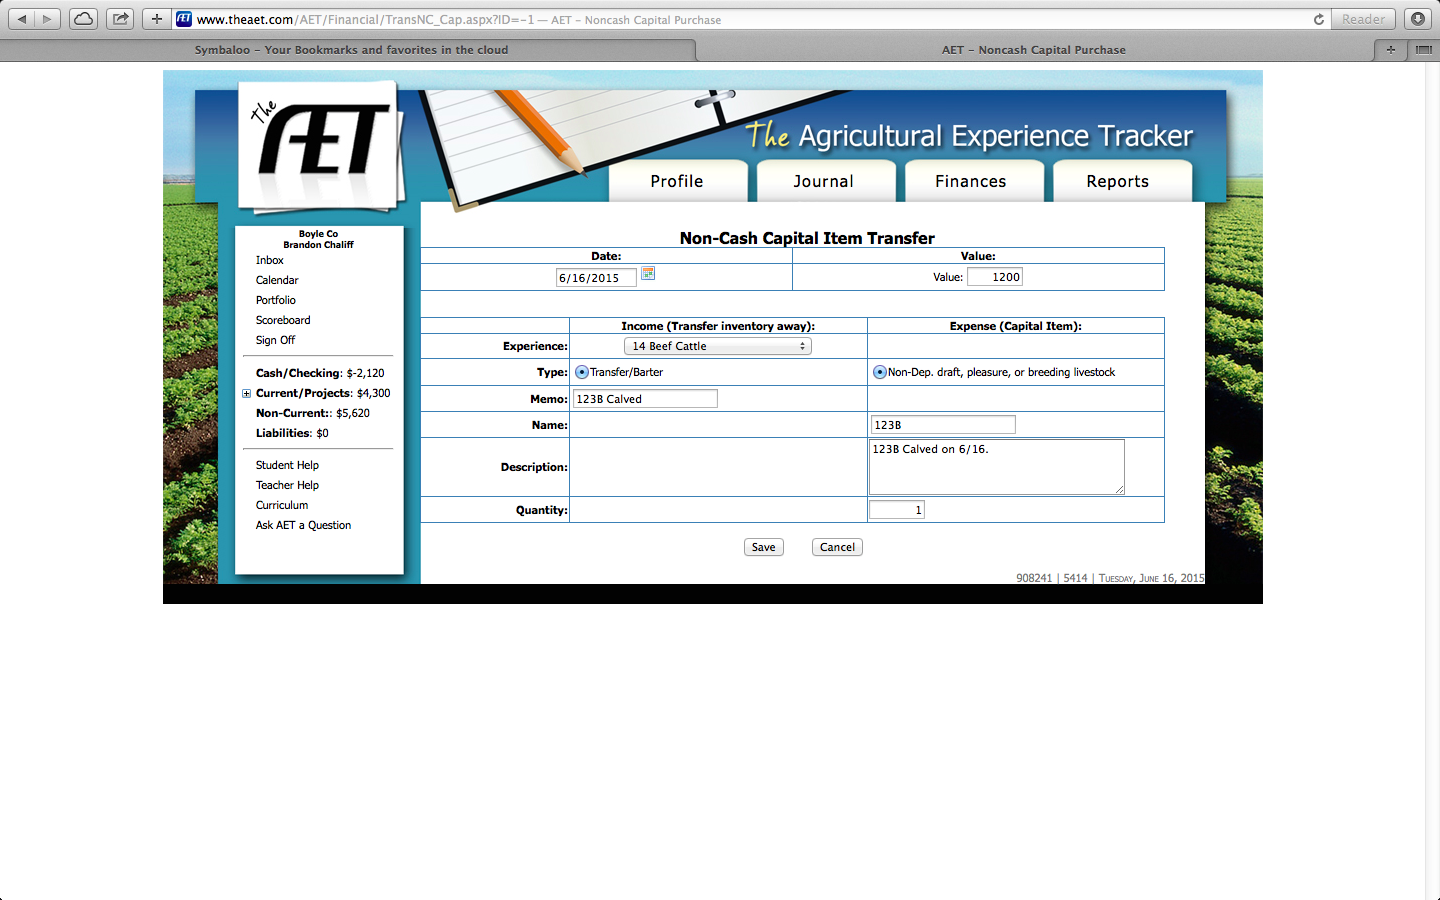 www.theaet.com/AET/Financial/TransNC_Cap.aspx?ID=-1 — AET - Noncash Capital Purchase
Reader
Symbaloo - Your Bookmarks and favorites in the cloud
AET - Noncash Capital Purchase
The AET
The Agricultural Experience Tracker
Profile
Journal
Finances
Reports
Boyle Co
Brandon Chaliff
Inbox
Calendar
Portfolio
Scoreboard
Sign Off
Cash/Checking: $-2,120
Current/Projects: $4,300
Non-Current:: $5,620
Liabilities: $0
Student Help
Teacher Help
Curriculum
Ask AET a Question
Non-Cash Capital Item Transfer
Date: Value:
6/16/2015 Value: 1200
Income (Transfer inventory away): Expense (Capital Item):
Experience: 14 Beef Cattle
Type: Transfer/Barter Non-Dep. draft, pleasure, or breeding livestock
Memo: 123B Calved
Name: 123B
Description: 123B Calved on 6/16.
Quantity: 1
Save Cancel
908241 | 5414 | Tuesday, June 16, 2015